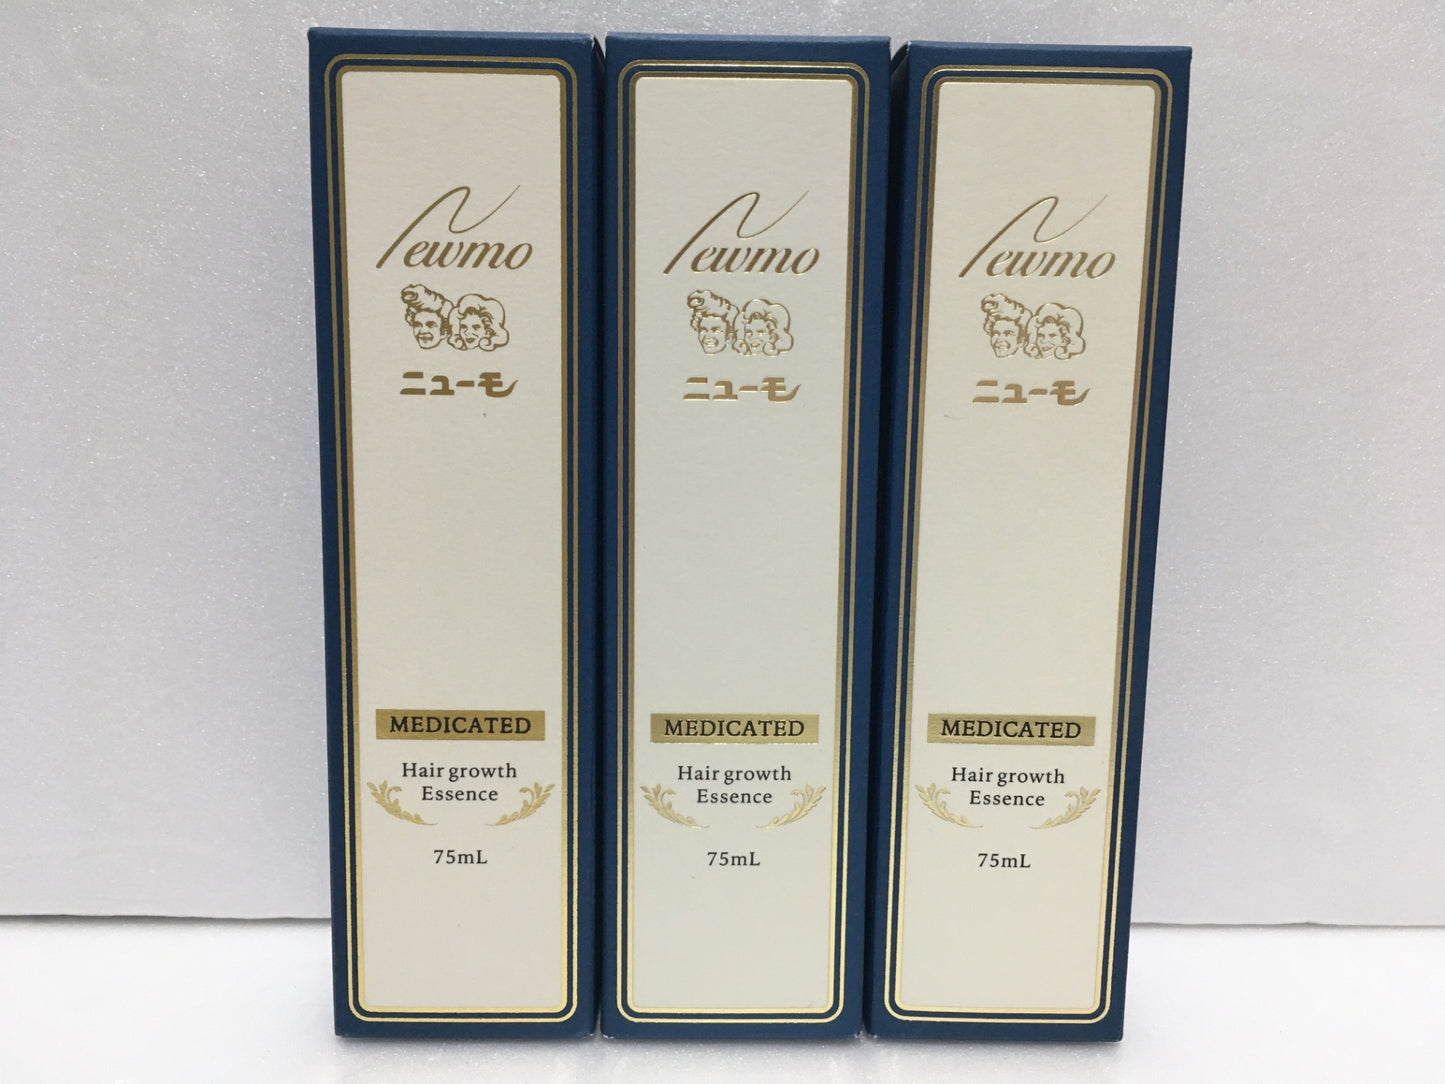 Newmo
ニューモ
MEDICATED
Hair growth
Essence
75mL
Newmo
ニューモ
MEDICATED
Hair growth
Essence
75mL
Newmo
ニューモ
MEDICATED
Hair growth
Essence
75mL